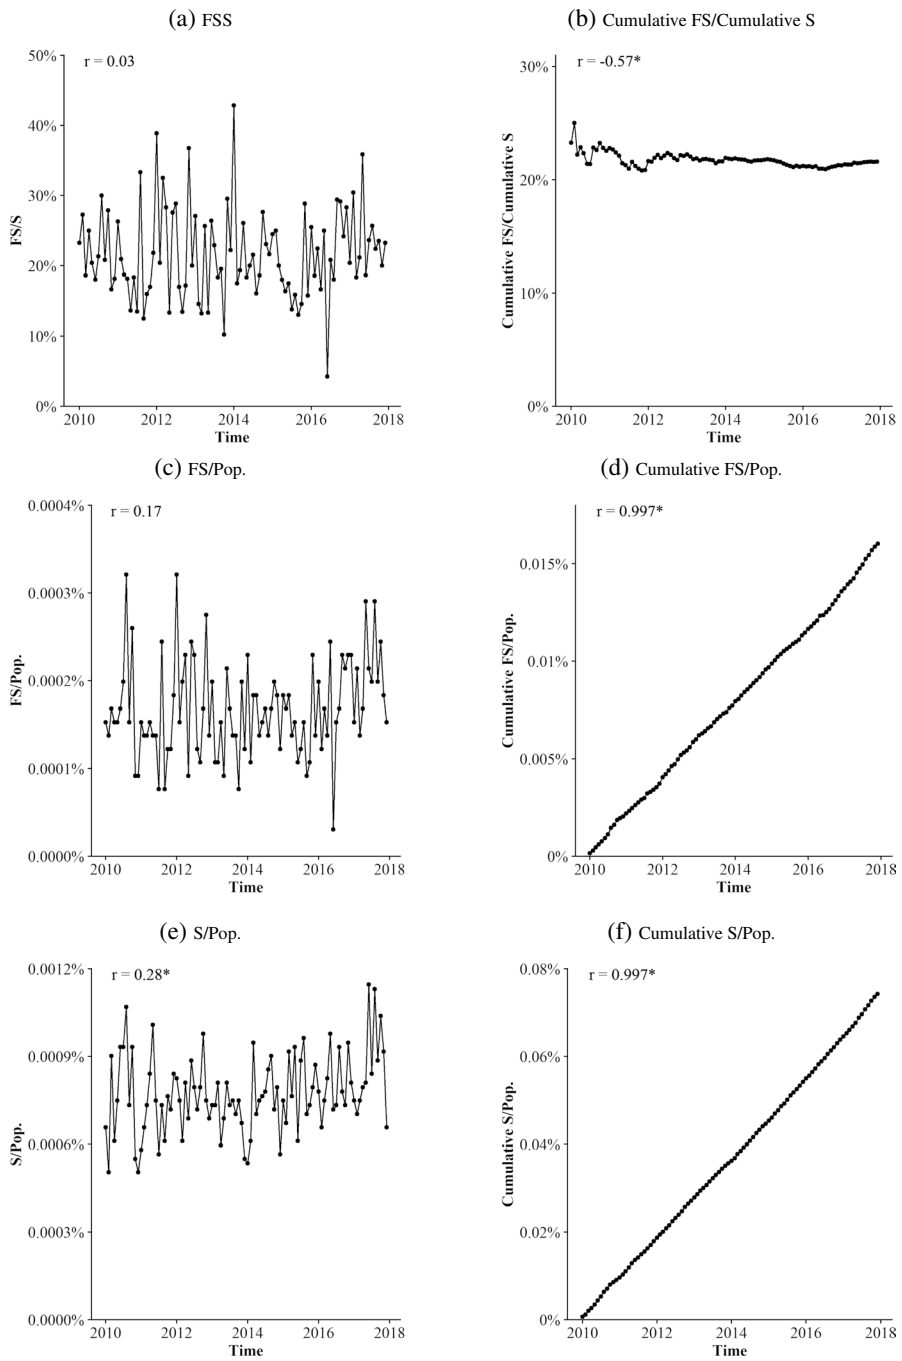 (a) FSS
50%
40%
30%
20%
10%
0%
FS/S
r = 0.03
2010 2012 2014 2016 2018
Time
(b) Cumulative FS/Cumulative S
30%
20%
10%
0%
Cumulative FS/Cumulative S
r = -0.57*
2010 2012 2014 2016 2018
Time
(c) FS/Pop.
0.0004%
0.0003%
0.0002%
0.0001%
0.0000%
FS/Pop.
r = 0.17
2010 2012 2014 2016 2018
Time
(d) Cumulative FS/Pop.
0.015%
0.01%
0.005%
0%
Cumulative FS/Pop.
r = 0.997*
2010 2012 2014 2016 2018
Time
(e) S/Pop.
0.0012%
0.0009%
0.0006%
0.0003%
0.0000%
S/Pop.
r = 0.28*
2010 2012 2014 2016 2018
Time
(f) Cumulative S/Pop.
0.08%
0.06%
0.04%
0.02%
0%
Cumulative S/Pop.
r = 0.997*
2010 2012 2014 2016 2018
Time